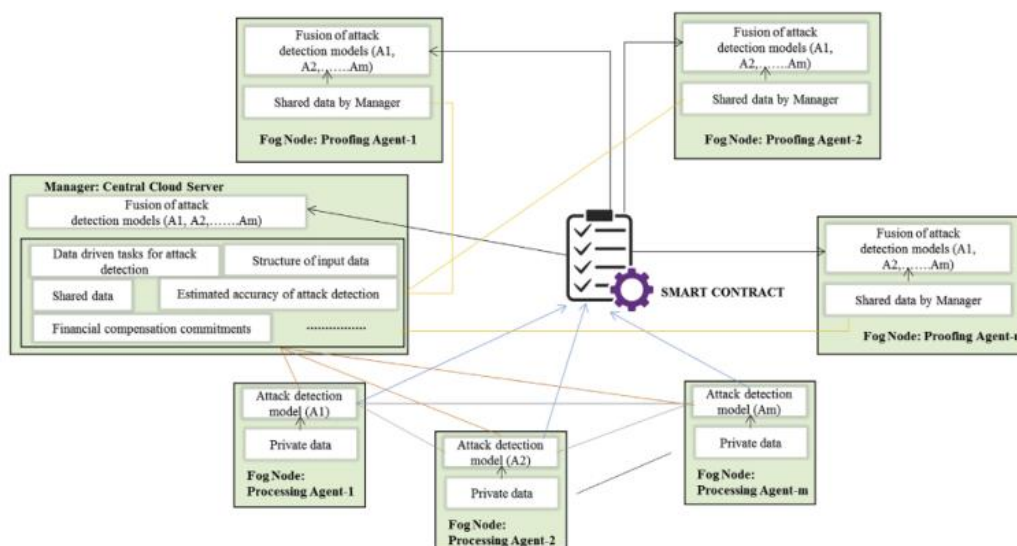 Fusion of attack
detection models (A1,
A2,…….Am)
Shared data by Manager
Fog Node: Proofing Agent-1
Fusion of attack
detection models (A1,
A2,…….Am)
Shared data by Manager
Fog Node: Proofing Agent-2
Manager: Central Cloud Server
Fusion of attack
detection models (A1, A2,…….Am)
Data driven tasks for attack
detection
Structure of input data
Shared data
Estimated accuracy of attack detection
Financial compensation commitments
................
SMART CONTRACT
Fusion of attack
detection models (A1,
A2,…….Am)
Shared data by Manager
Fog Node: Proofing Agent-n
Attack detection
model (A1)
Private data
Fog Node:
Processing Agent-1
Attack detection
model (A2)
Private data
Fog Node:
Processing Agent-2
Attack detection
model (Am)
Private data
Fog Node:
Processing Agent-m